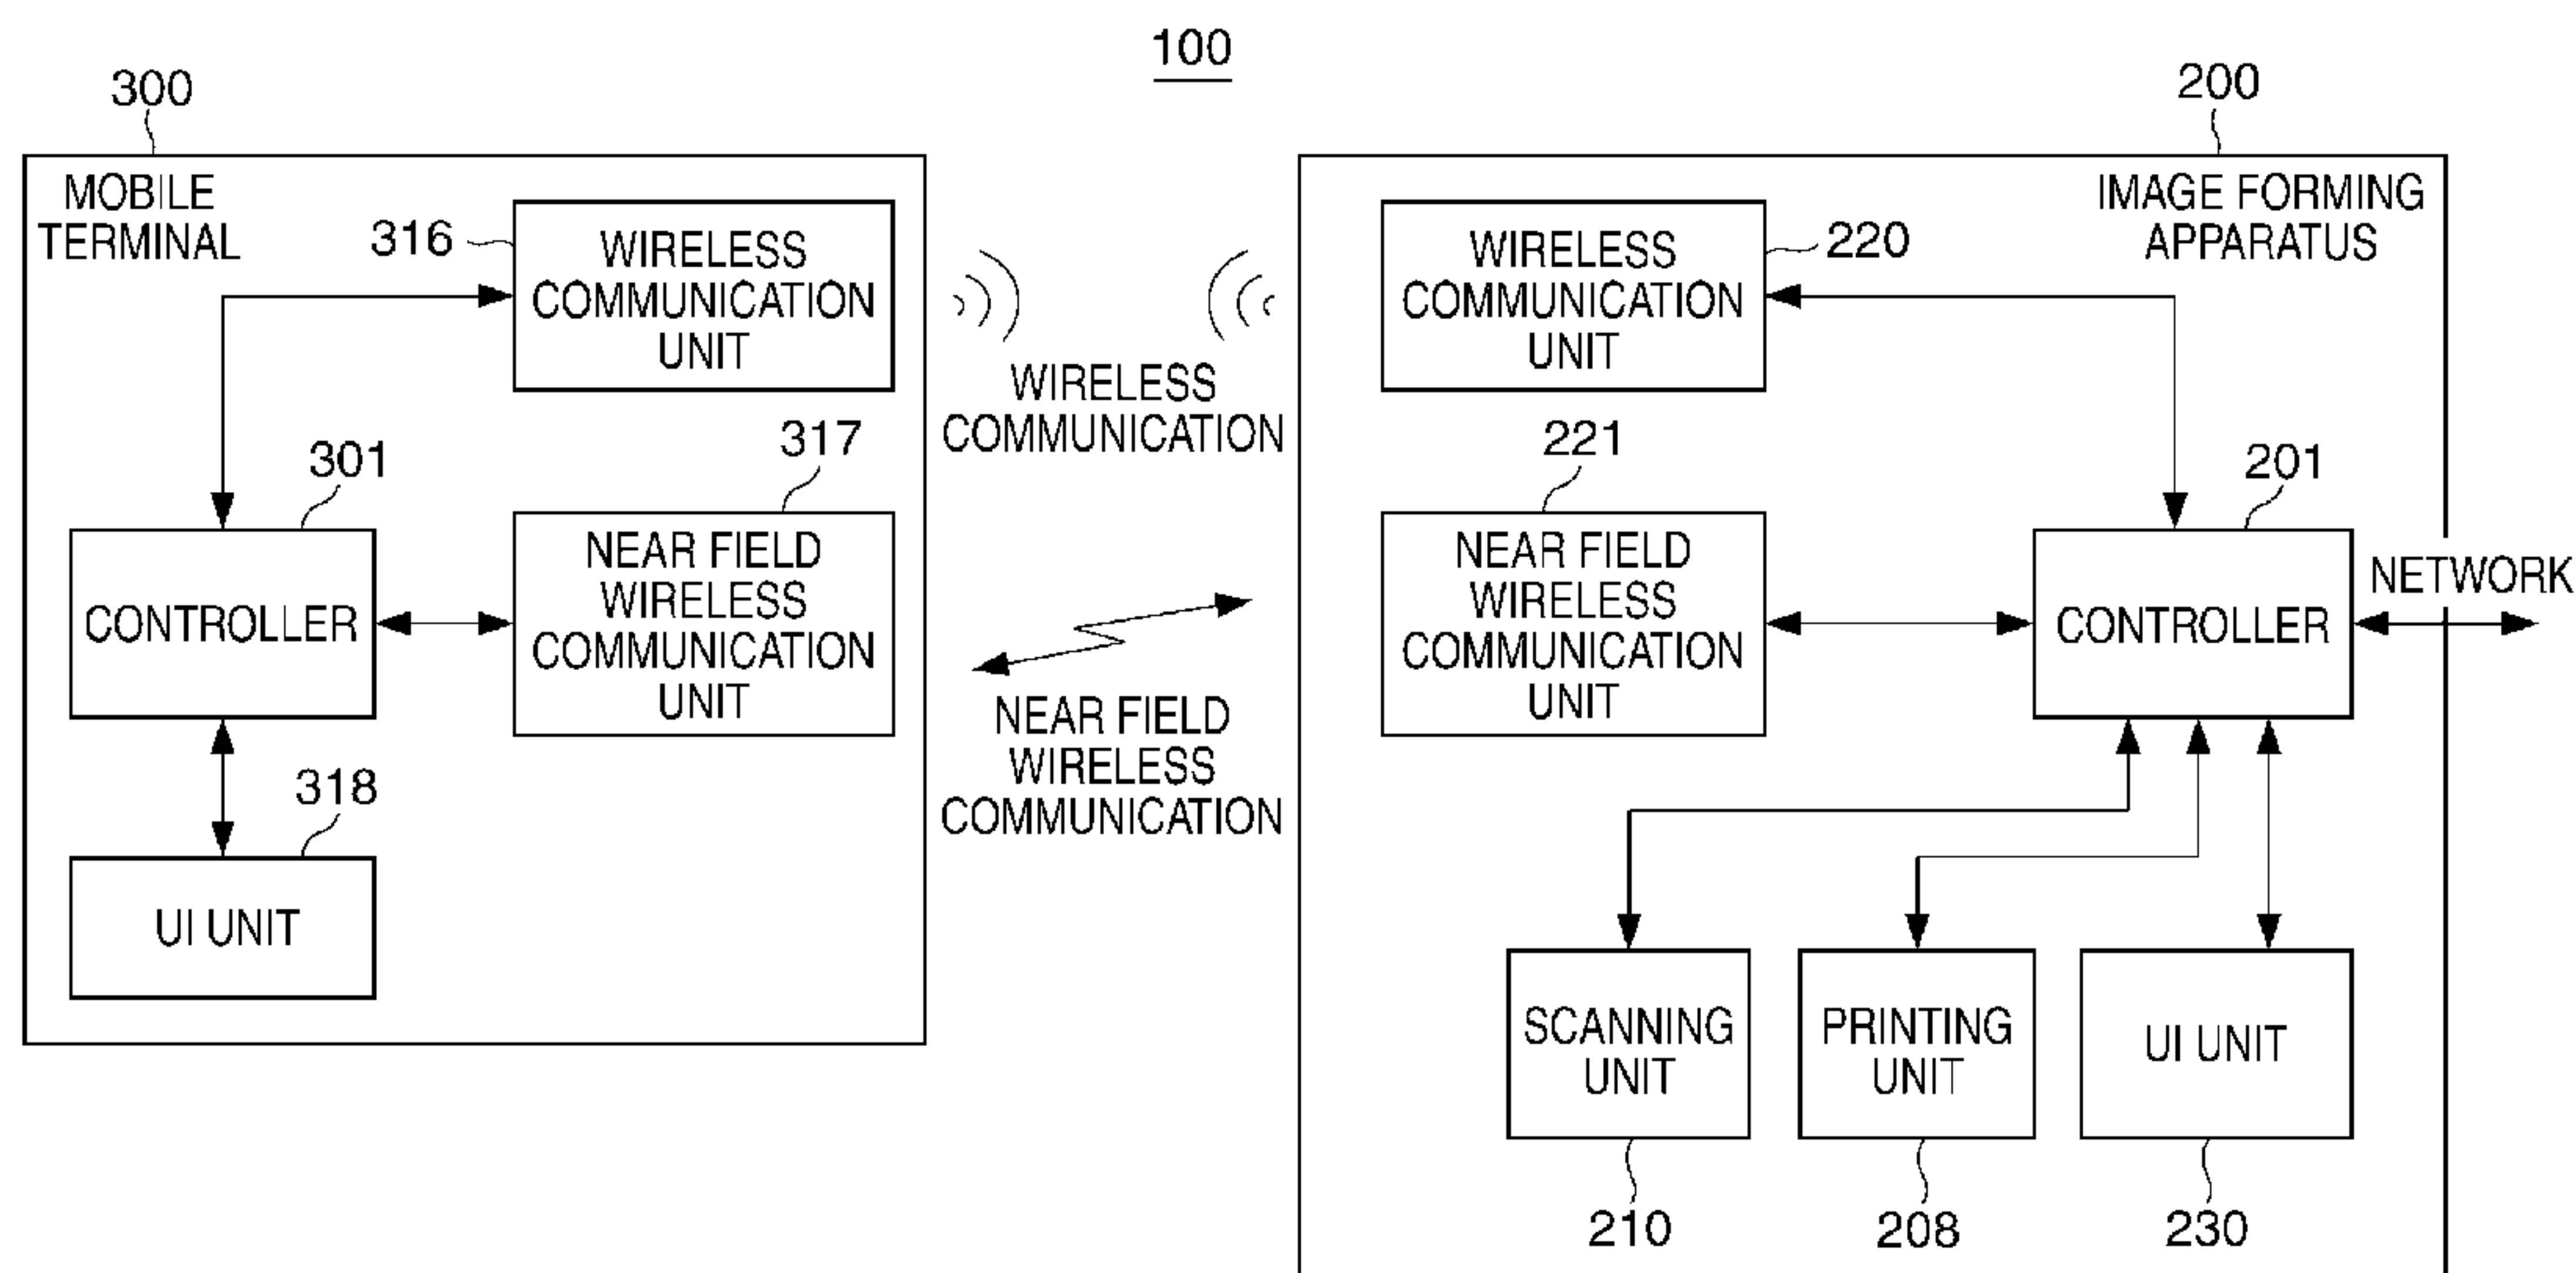 100
300
MOBILE
TERMINAL
316
WIRELESS
COMMUNICATION
UNIT
301
CONTROLLER
317
NEAR FIELD
WIRELESS
COMMUNICATION
UNIT
318
UI UNIT
WIRELESS
COMMUNICATION
NEAR FIELD
WIRELESS
COMMUNICATION
200
IMAGE FORMING
APPARATUS
WIRELESS
COMMUNICATION
UNIT
220
221
NEAR FIELD
WIRELESS
COMMUNICATION
UNIT
201
CONTROLLER
NETWORK
SCANNING
UNIT
PRINTING
UNIT
UI UNIT
210
208
230